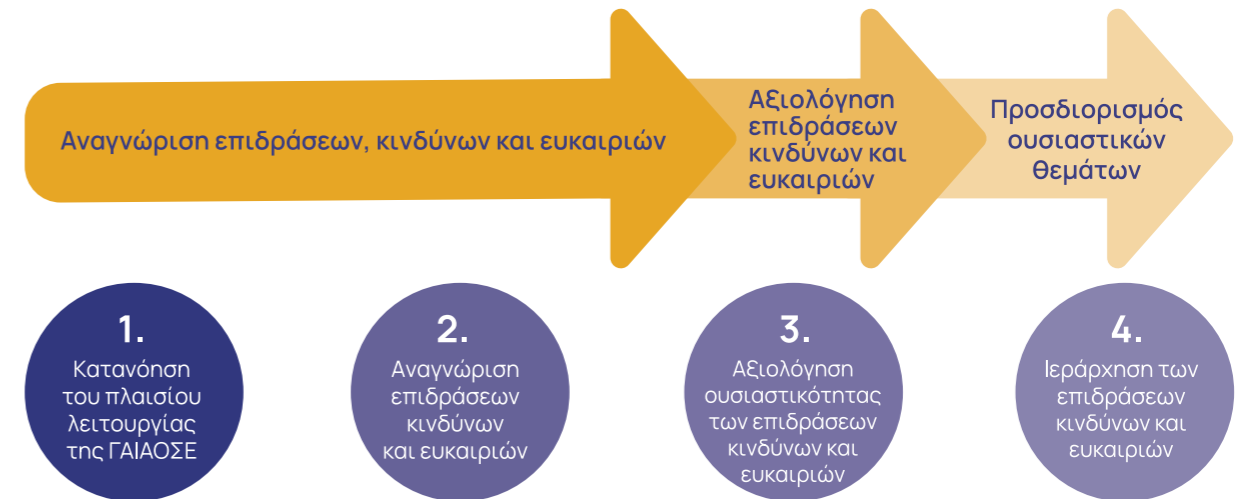 Αναγνώριση επιδράσεων, κινδύνων και ευκαιριών
Αξιολόγηση
επιδράσεων
κινδύνων και
ευκαιριών
Προσδιορισμός
ουσιαστικών
θεμάτων
1.
Κατανόηση
του πλαισίου
λειτουργίας
της ΓΑΙΑΟΣΕ
2.
Αναγνώριση
επιδράσεων
κινδύνων
και ευκαιριών
3.
Αξιολόγηση
ουσιαστικότητας
των επιδράσεων
κινδύνων και
ευκαιριών
4.
Ιεράρχηση των
επιδράσεων
κινδύνων και
ευκαιριών